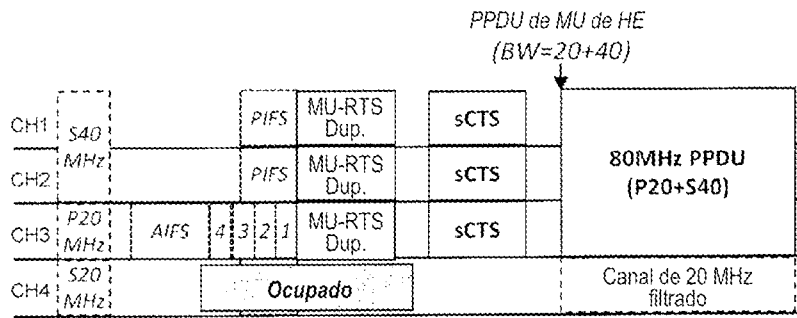 PPDU de MU de HE
(BW=20+40)
CH1
S40
MHz
PIFS
MU-RTS
Dup.
sCTS
CH2
PIFS
MU-RTS
Dup.
sCTS
80MHz PPDU
(P20+S40)
CH3
P20
MHz
AIFS
4
3
2
1
MU-RTS
Dup.
sCTS
CH4
S20
MHz
Ocupado
Canal de 20 MHz
filtrado